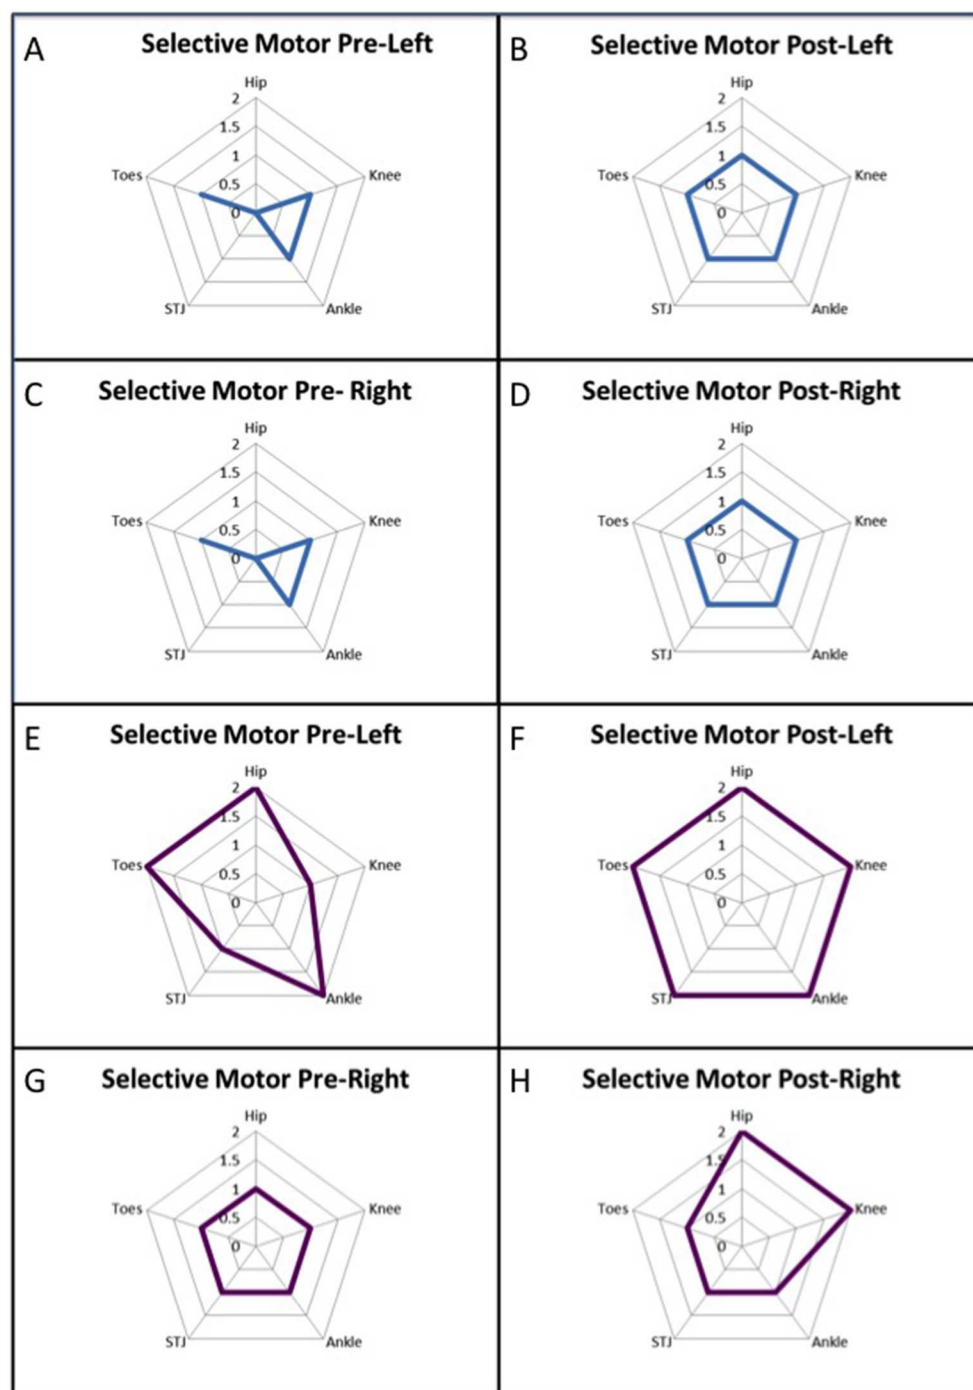 A
Selective Motor Pre-Left
Hip
2
1.5
1
0.5
0
Toes
Knee
STJ
Ankle
B
Selective Motor Post-Left
Hip
2
1.5
1
0.5
0
Toes
Knee
STJ
Ankle
C
Selective Motor Pre- Right
Hip
2
1.5
1
0.5
0
Toes
Knee
STJ
Ankle
D
Selective Motor Post-Right
Hip
2
1.5
1
0.5
0
Toes
Knee
STJ
Ankle
E
Selective Motor Pre-Left
Hip
2
1.5
1
0.5
0
Toes
Knee
STJ
Ankle
F
Selective Motor Post-Left
Hip
2
1.5
1
0.5
0
Toes
Knee
STJ
Ankle
G
Selective Motor Pre-Right
Hip
2
1.5
1
0.5
0
Toes
Knee
STJ
Ankle
H
Selective Motor Post-Right
Hip
2
1.5
1
0.5
0
Toes
Knee
STJ
Ankle